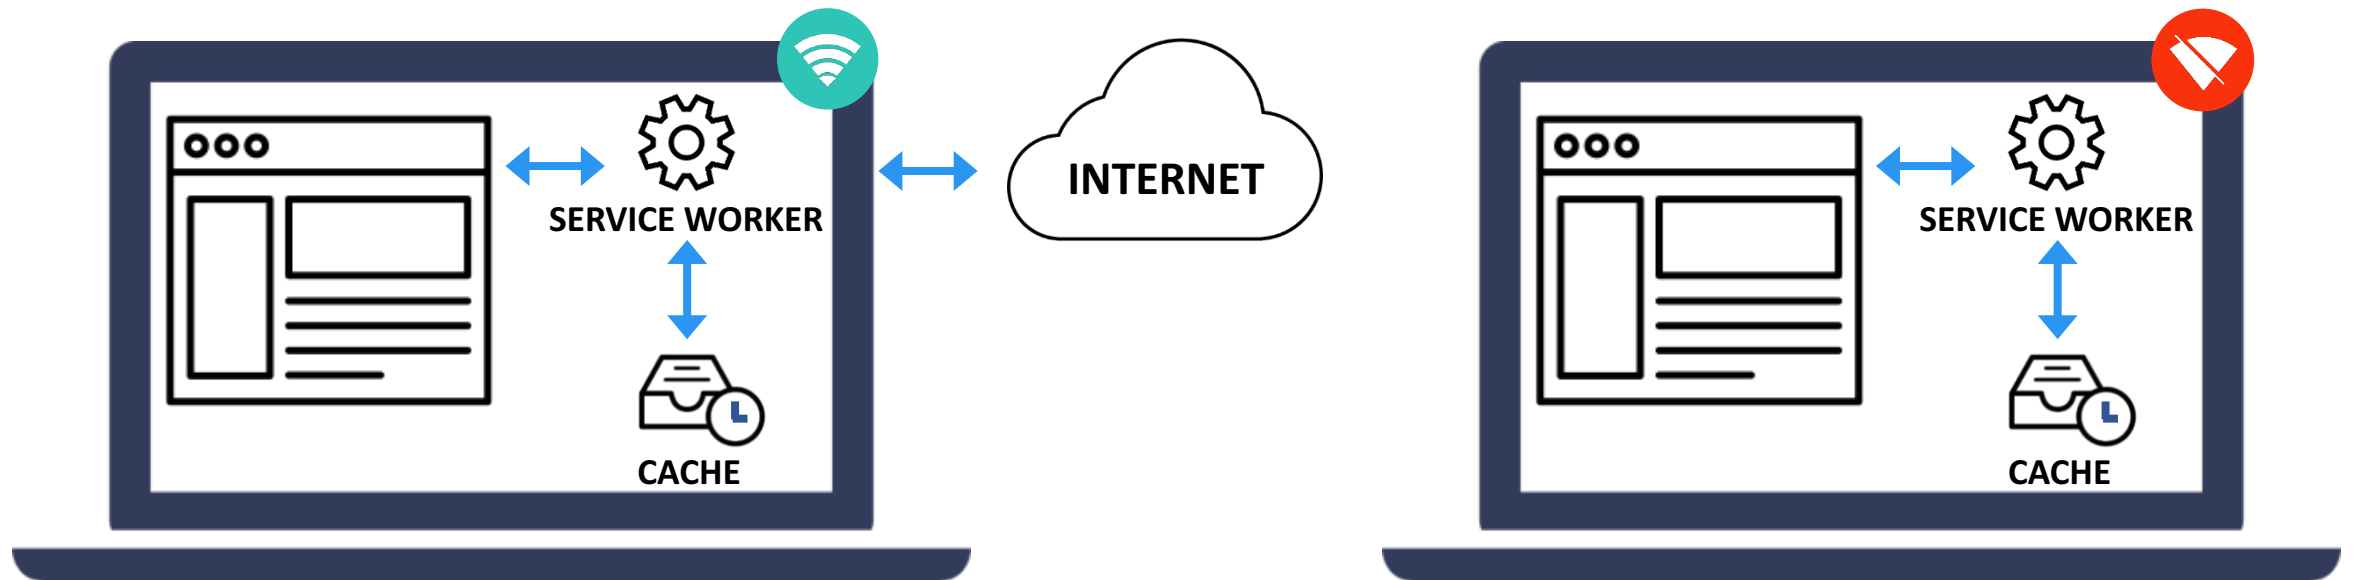 SERVICE WORKER
CACHE
INTERNET
SERVICE WORKER
CACHE